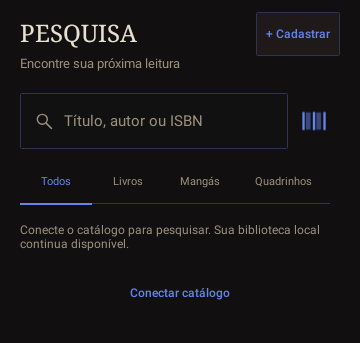 PESQUISA
+ Cadastrar
Encontre sua próxima leitura
Título, autor ou ISBN
Todos
Livros
Mangás
Quadrinhos
Conecte o catálogo para pesquisar. Sua biblioteca local
continua disponível.
Conectar catálogo